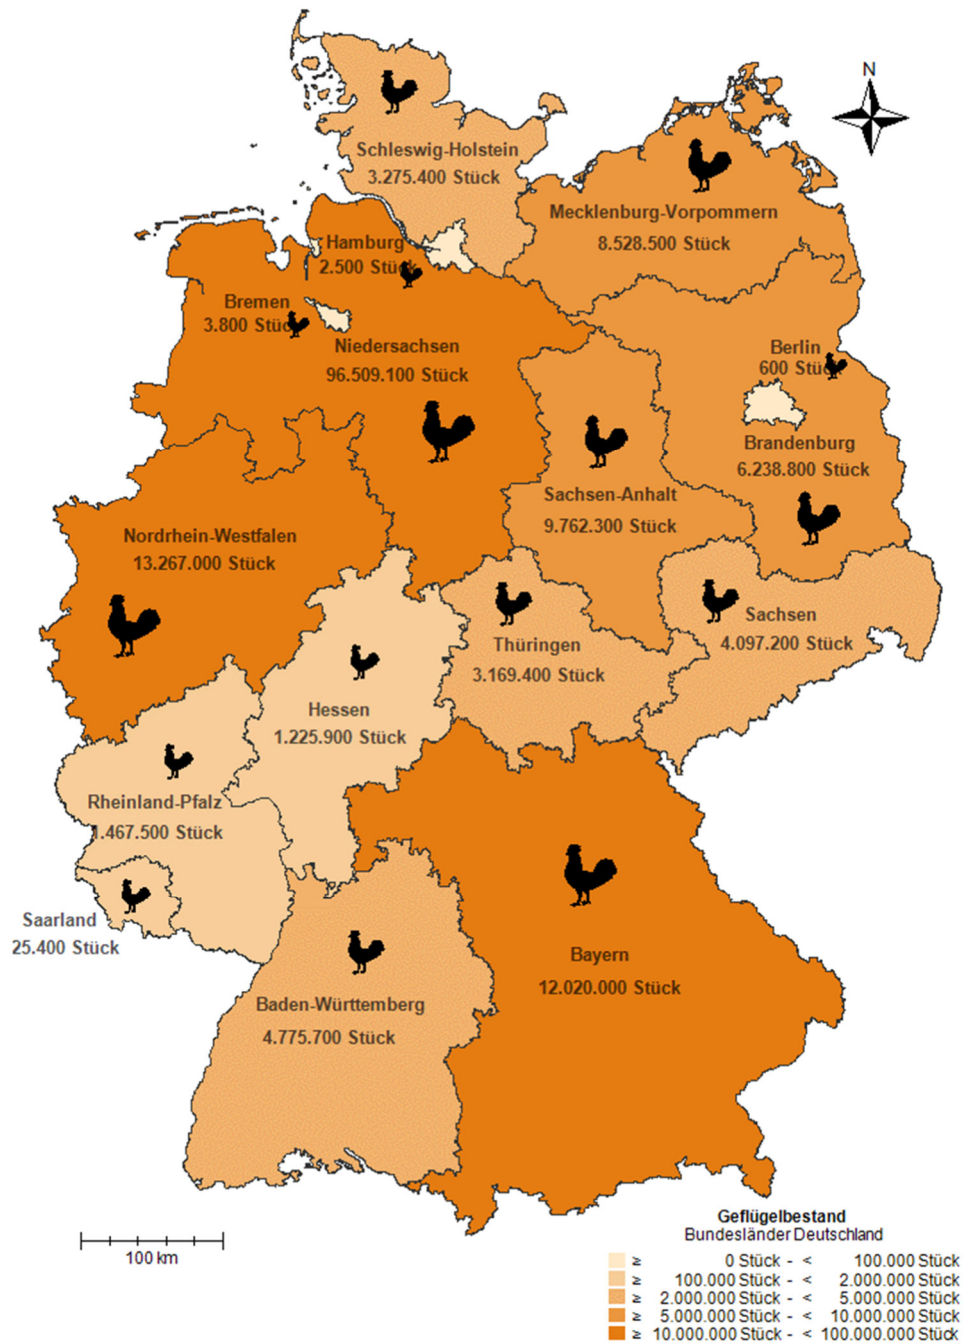 N
Schleswig-Holstein
3.275.400 Stück
Mecklenburg-Vorpommern
8.528.500 Stück
Hamburg
2.500 Stück
Bremen
3.800 Stück
Niedersachsen
96.509.100 Stück
Berlin
600 Stück
Brandenburg
6.238.800 Stück
Sachsen-Anhalt
9.762.300 Stück
Nordrhein-Westfalen
13.267.000 Stück
Sachsen
4.097.200 Stück
Thüringen
3.169.400 Stück
Hessen
1.225.900 Stück
Rheinland-Pfalz
1.467.500 Stück
Saarland
25.400 Stück
Bayern
12.020.000 Stück
Baden-Württemberg
4.775.700 Stück
100 km
Geflügelbestand
Bundesländer Deutschland
≥ 0 Stück - < 100.000 Stück
≥ 100.000 Stück - < 2.000.000 Stück
≥ 2.000.000 Stück - < 5.000.000 Stück
≥ 5.000.000 Stück - < 10.000.000 Stück
≥ 10.000.000 Stück - < 100.000.000 Stück